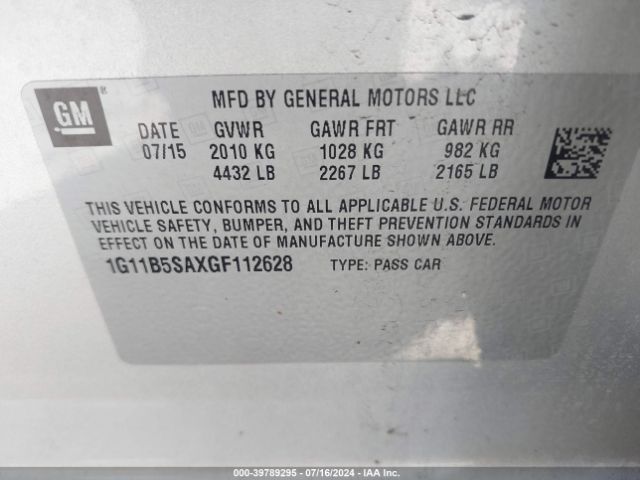 GM ®
MFD BY GENERAL MOTORS LLC
DATE GVWR GAWR FRT GAWR RR
07/15 2010 KG 1028 KG 982 KG
4432 LB 2267 LB 2165 LB
THIS VEHICLE CONFORMS TO ALL APPLICABLE U.S. FEDERAL MOTOR
VEHICLE SAFETY, BUMPER, AND THEFT PREVENTION STANDARDS IN
EFFECT ON THE DATE OF MANUFACTURE SHOWN ABOVE.
1G11B5SAXGF112628 TYPE: PASS CAR
000-39789295 - 07/16/2024 - IAA Inc.